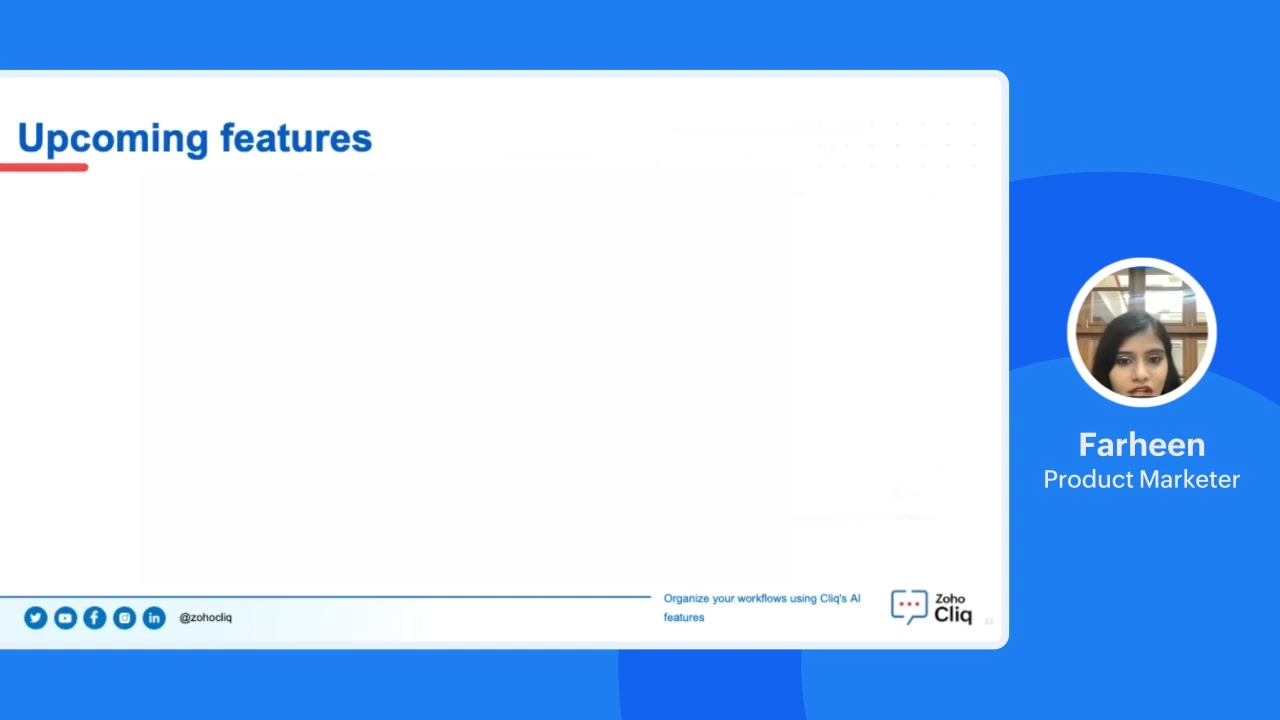 Upcoming features
Farheen
Product Marketer
Organize your workflows using Cliq's AI
features
@zohocliq
Zoho
Cliq